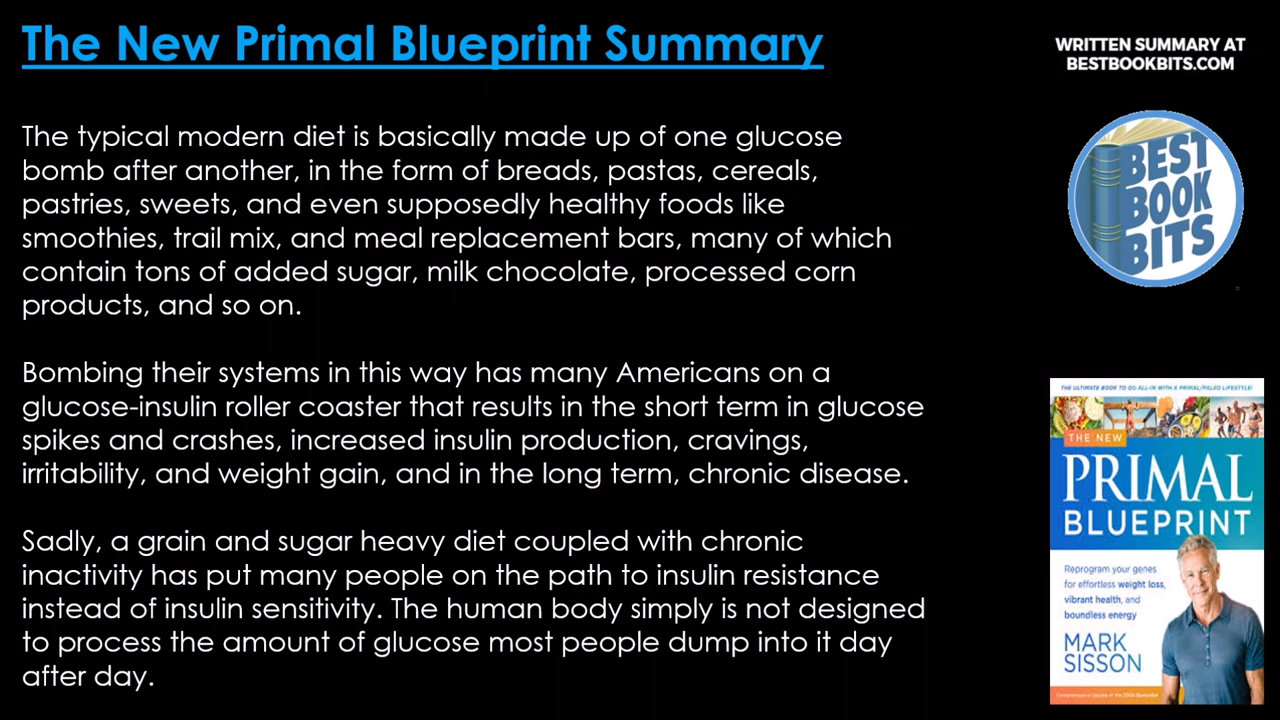 The New Primal Blueprint Summary
WRITTEN SUMMARY AT
BESTBOOKBITS.COM
The typical modern diet is basically made up of one glucose
bomb after another, in the form of breads, pastas, cereals,
pastries, sweets, and even supposedly healthy foods like
smoothies, trail mix, and meal replacement bars, many of which
contain tons of added sugar, milk chocolate, processed corn
products, and so on.
Bombing their systems in this way has many Americans on a
glucose-insulin roller coaster that results in the short term in glucose
spikes and crashes, increased insulin production, cravings,
irritability, and weight gain, and in the long term, chronic disease.
Sadly, a grain and sugar heavy diet coupled with chronic
inactivity has put many people on the path to insulin resistance
instead of insulin sensitivity. The human body simply is not designed
to process the amount of glucose most people dump into it day
after day.
BEST
BOOK
BITS
THE ULTIMATE BOOK TO GO ALL-IN WITH A PRIMAL/PALEO LIFESTYLE!
THE NEW
PRIMAL
BLUEPRINT
Reprogram your genes
for effortless weight loss,
vibrant health, and
boundless energy
MARK
SISSON